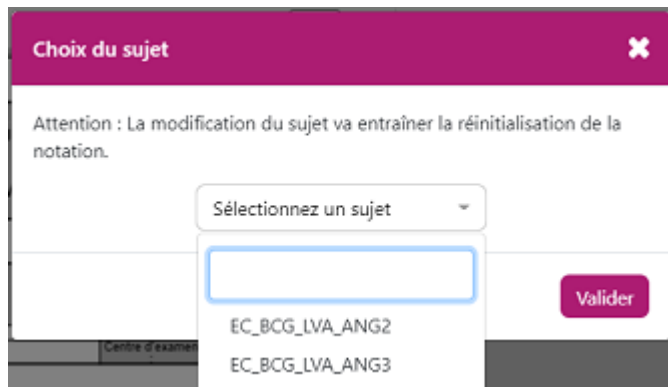 Choix du sujet
Attention : La modification du sujet va entraîner la réinitialisation de la
notation.
Sélectionnez un sujet
Valider
EC_BCG_LVA_ANG2
Centre d'examen
EC_BCG_LVA_ANG3